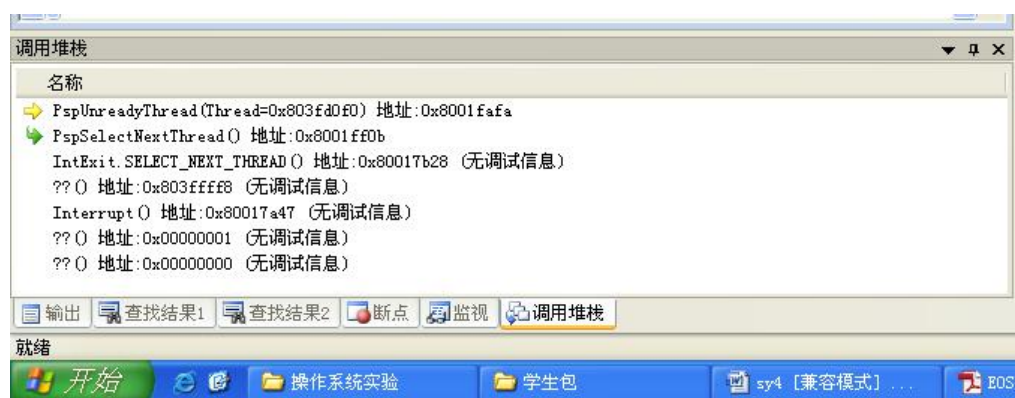 调用堆栈
名称
PspUnreadyThread(Thread=0x803fd0f0) 地址:0x8001fafa
PspSelectNextThread() 地址:0x8001ff0b
IntExit.SELECT_NEXT_THREAD() 地址:0x80017b28 (无调试信息)
??() 地址:0x803ffff8 (无调试信息)
Interrupt() 地址:0x80017a47 (无调试信息)
??() 地址:0x00000001 (无调试信息)
??() 地址:0x00000000 (无调试信息)
输出 查找结果1 查找结果2 断点 监视 调用堆栈
就绪
开始 操作系统实验 学生包 sy4 [兼容模式] ... EOS